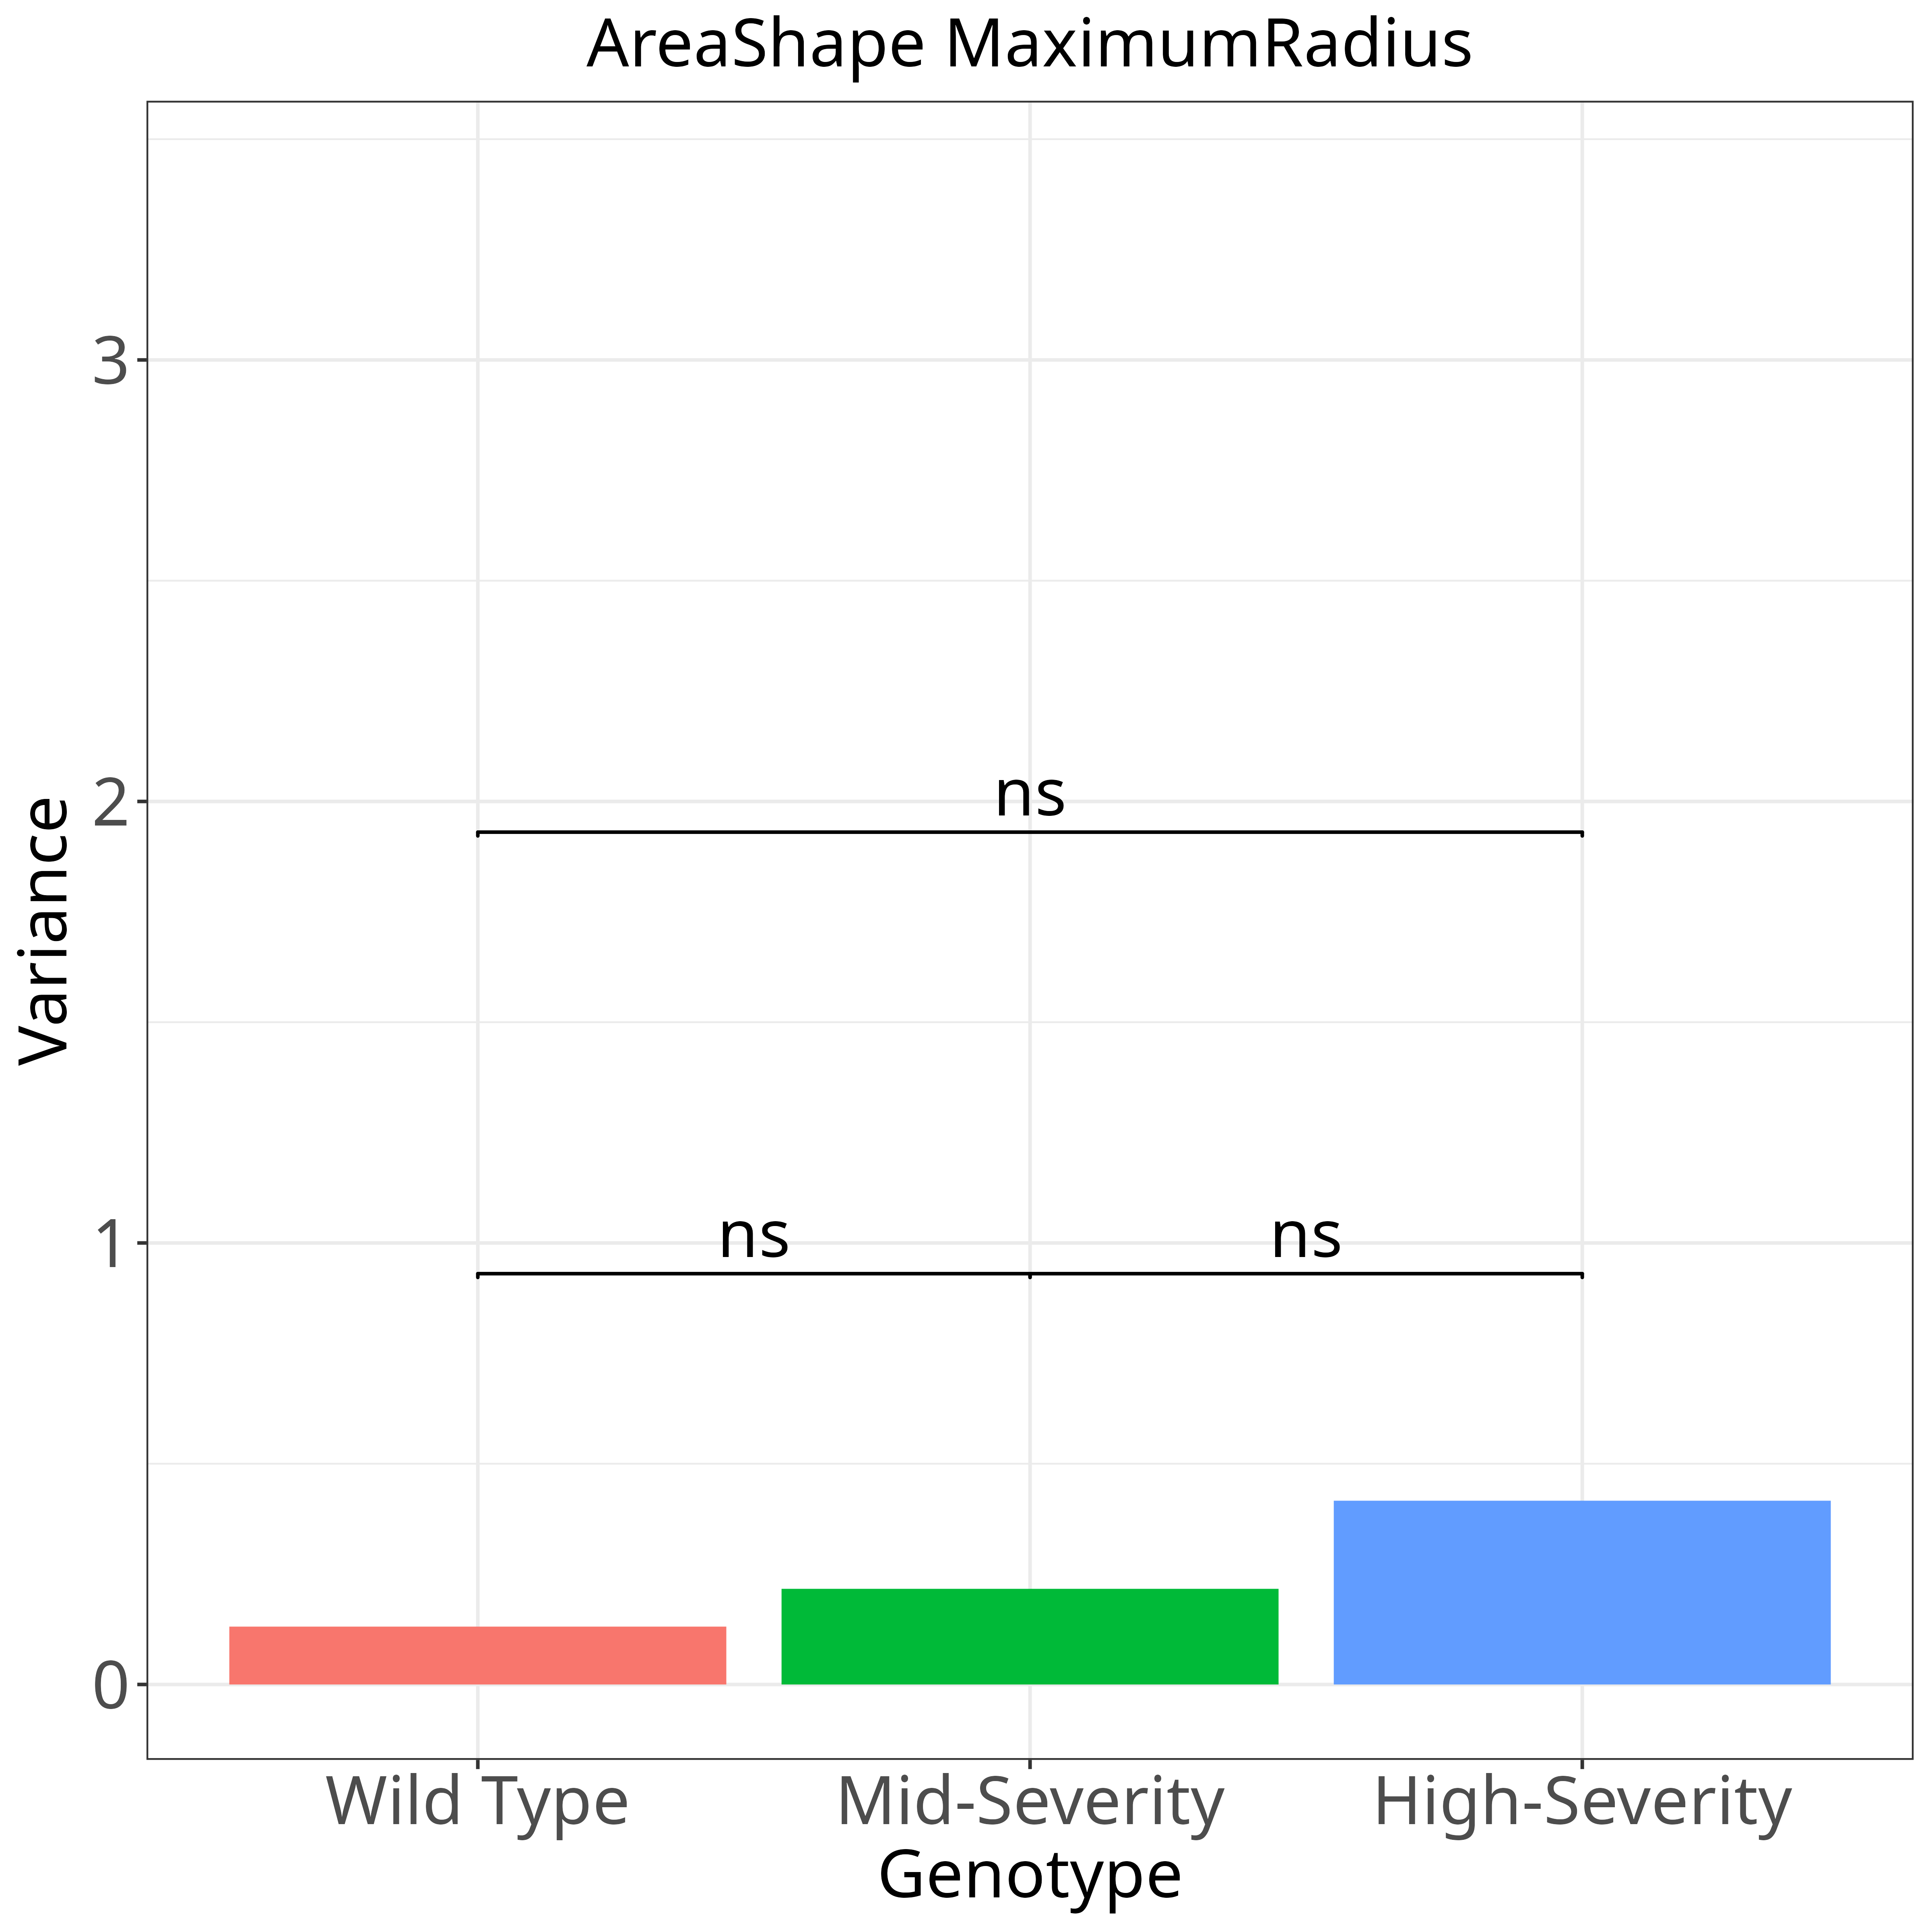 AreaShape MaximumRadius
Variance
3
2
1
0
ns
ns ns
Wild Type Mid-Severity High-Severity
Genotype